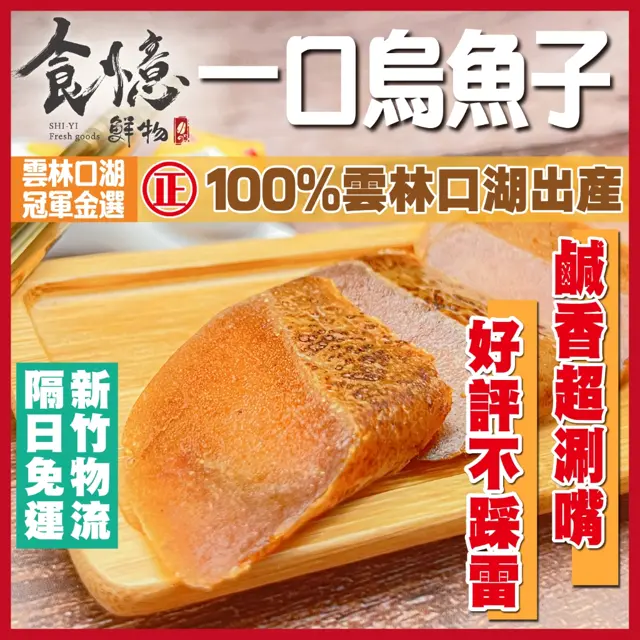 食憶
SHI-YI
Fresh goods
鮮物
一口烏魚子
雲林口湖
冠軍金選
正
100%雲林口湖出產
鹹香超涮嘴
好評不踩雷
新竹物流
隔日免運